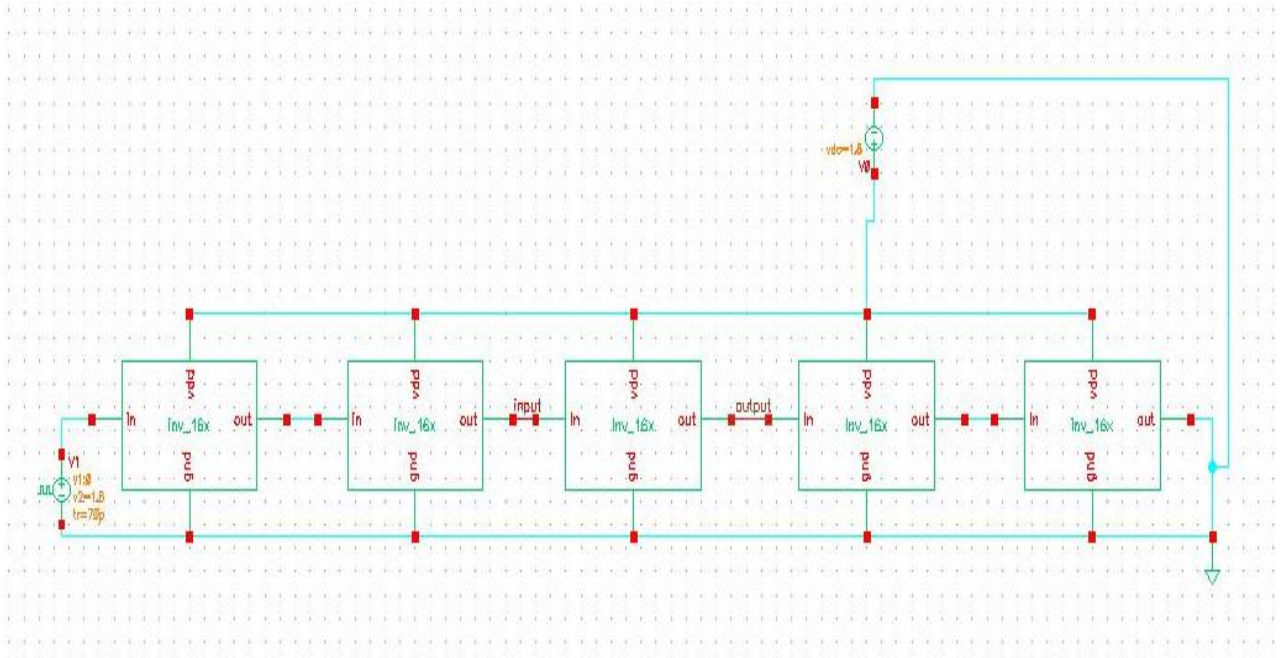 vdc=1.8
V0
vdd
in
inv_16x
out
gnd
vdd
in
inv_16x
out
gnd
input
vdd
in
inv_16x
out
gnd
output
vdd
in
inv_16x
out
gnd
vdd
in
inv_16x
out
gnd
V1
v1:0
v2=1.8
tr=70p